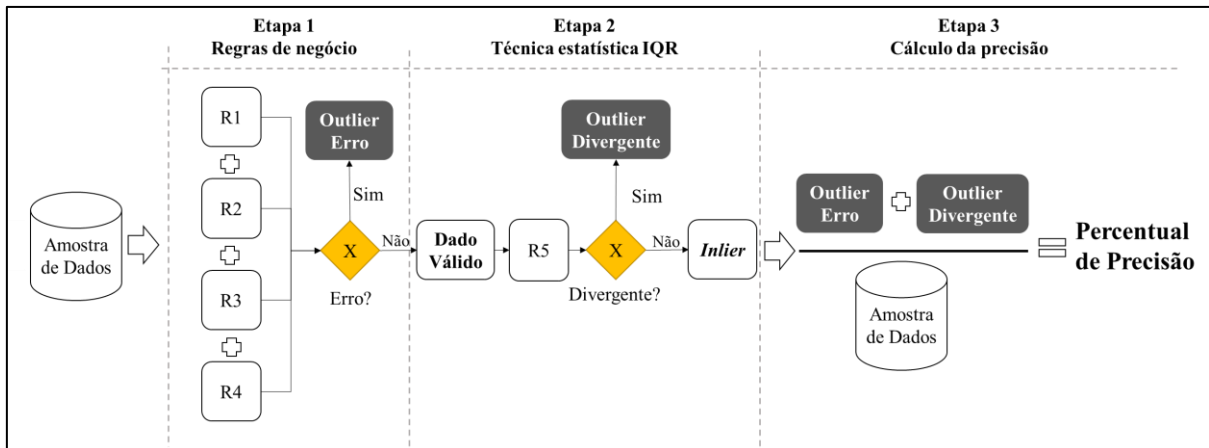 Etapa 1
Regras de negócio
Etapa 2
Técnica estatística IQR
Etapa 3
Cálculo da precisão
Amostra
de Dados
R1
R2
R3
R4
Outlier
Erro
Sim
X
Não
Erro?
Dado
Válido
R5
Outlier
Divergente
Sim
X
Não
Divergente?
Inlier
Outlier
Erro
Outlier
Divergente
Amostra
de Dados
Percentual
de Precisão